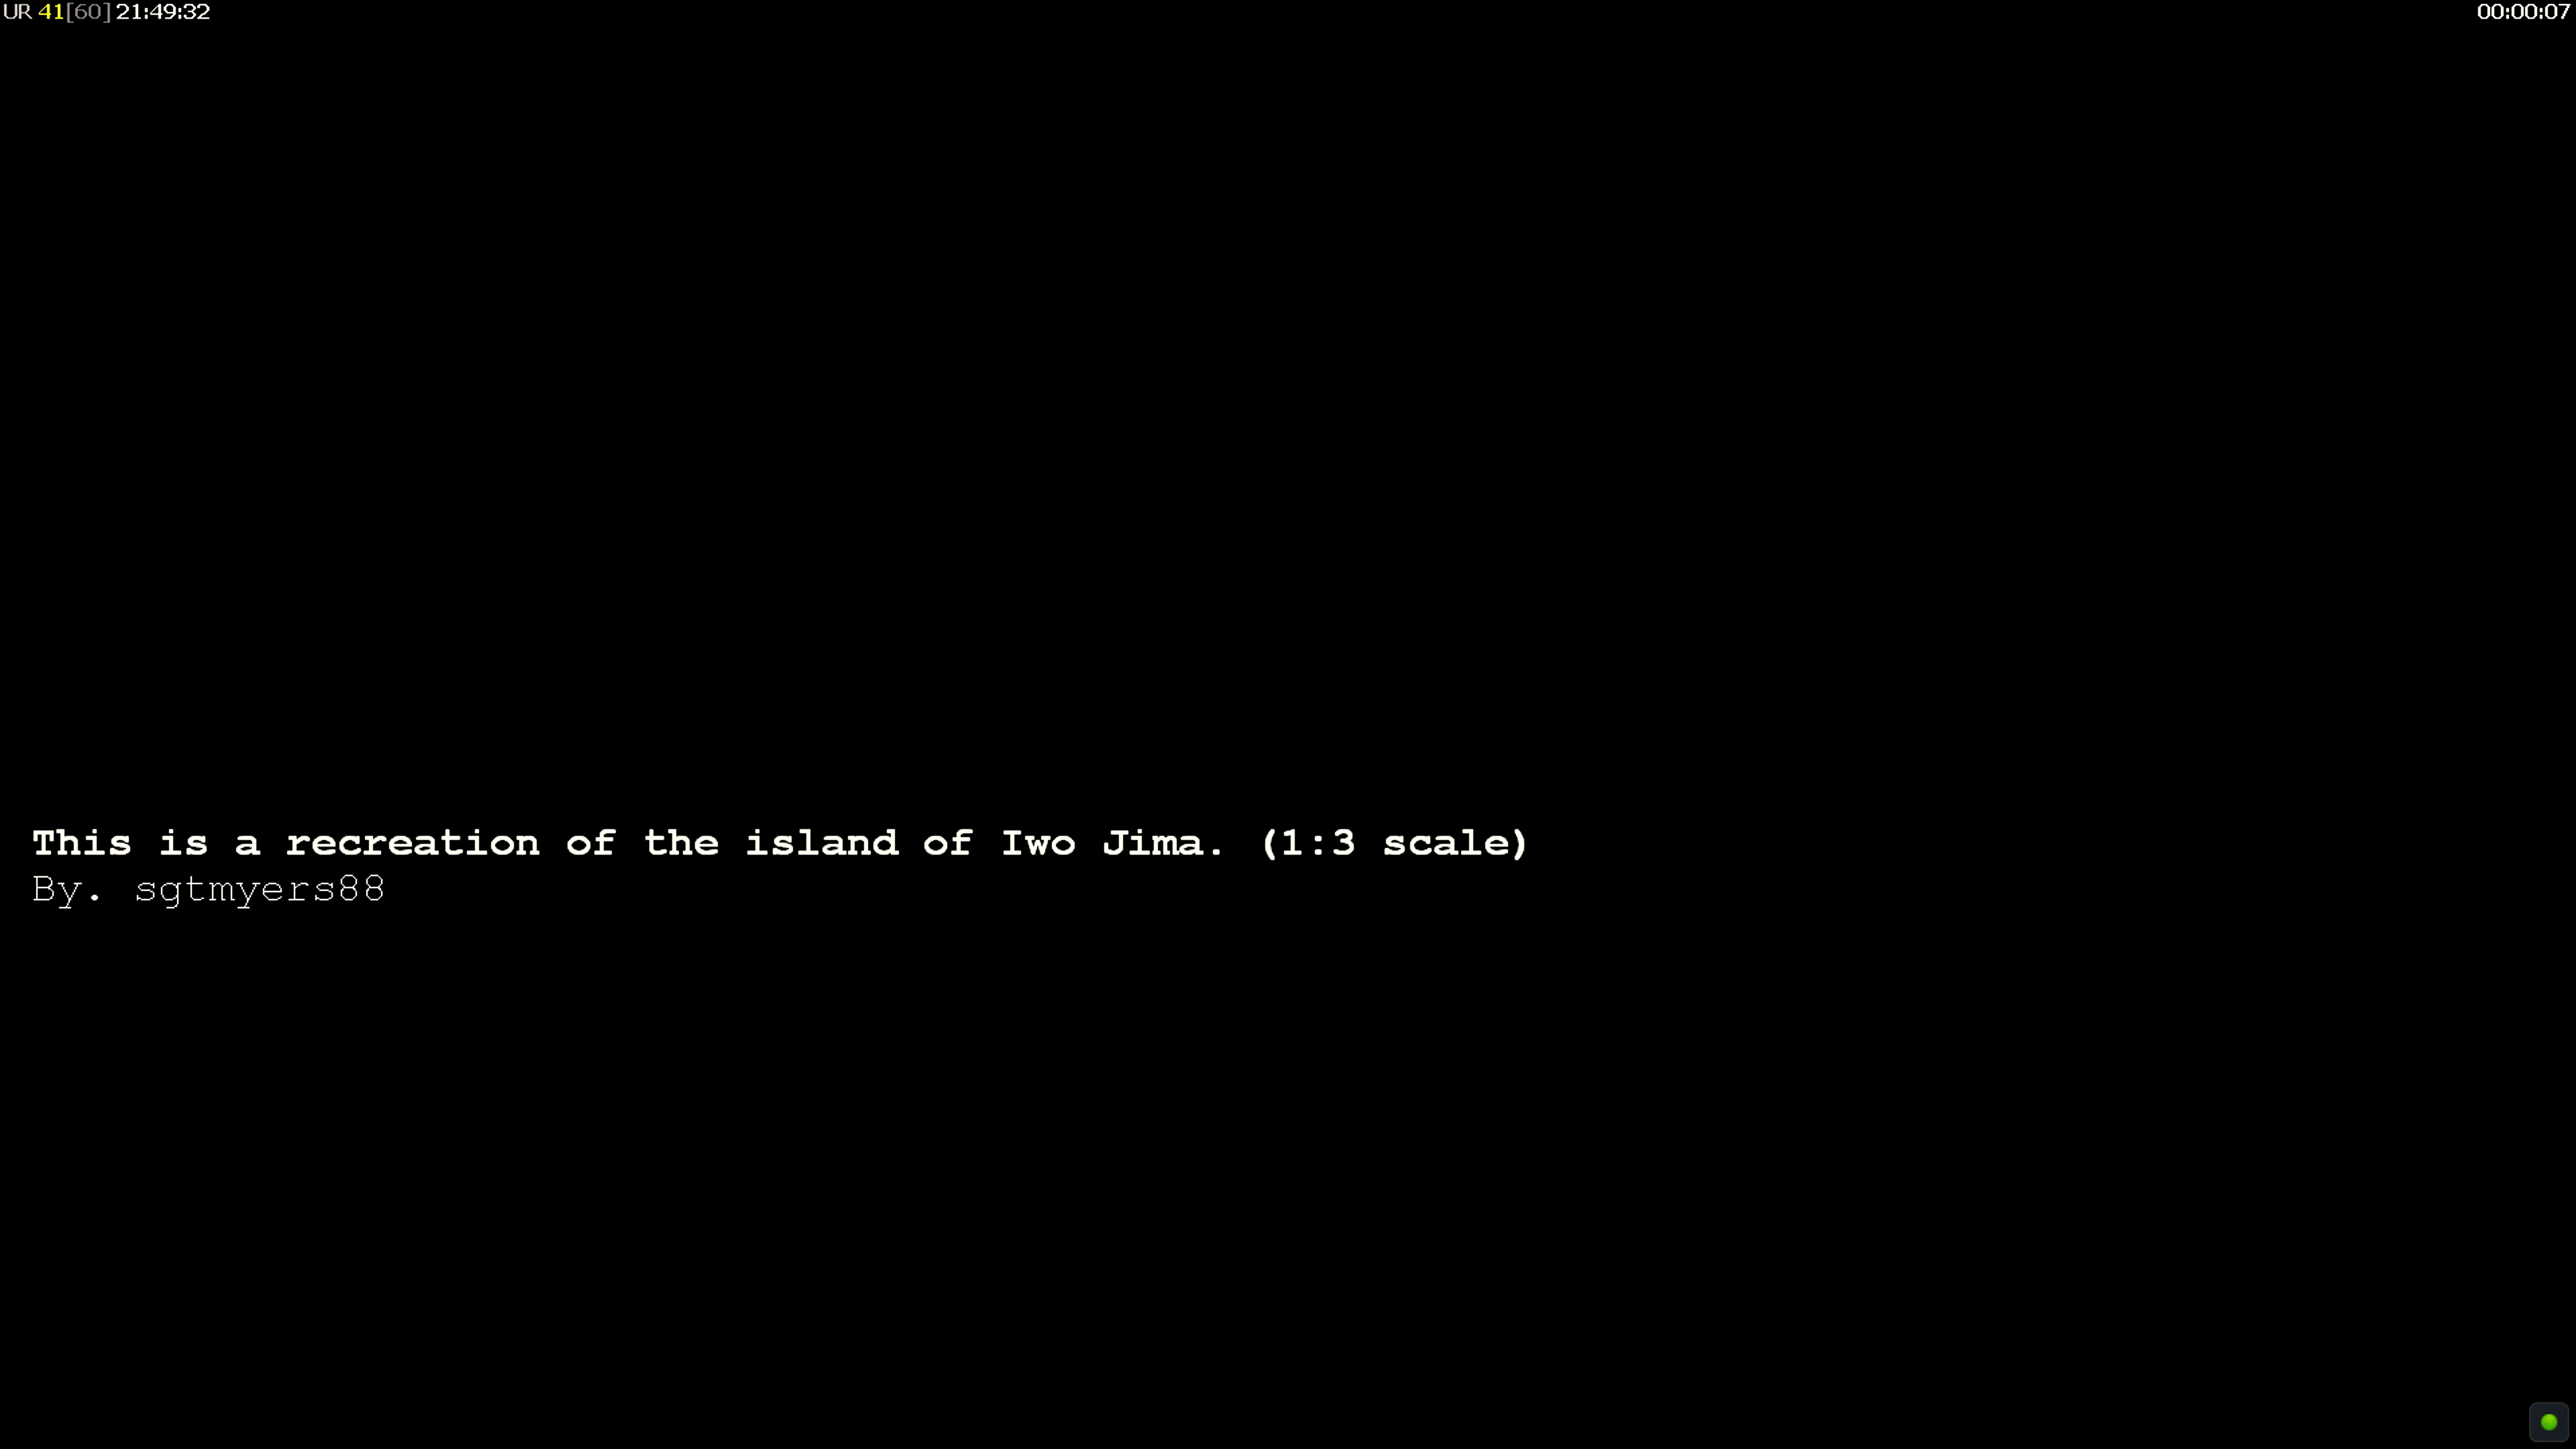 UR 41[60] 21:49:32
00:00:07
This is a recreation of the island of Iwo Jima. (1:3 scale)
By. sgtmyers88